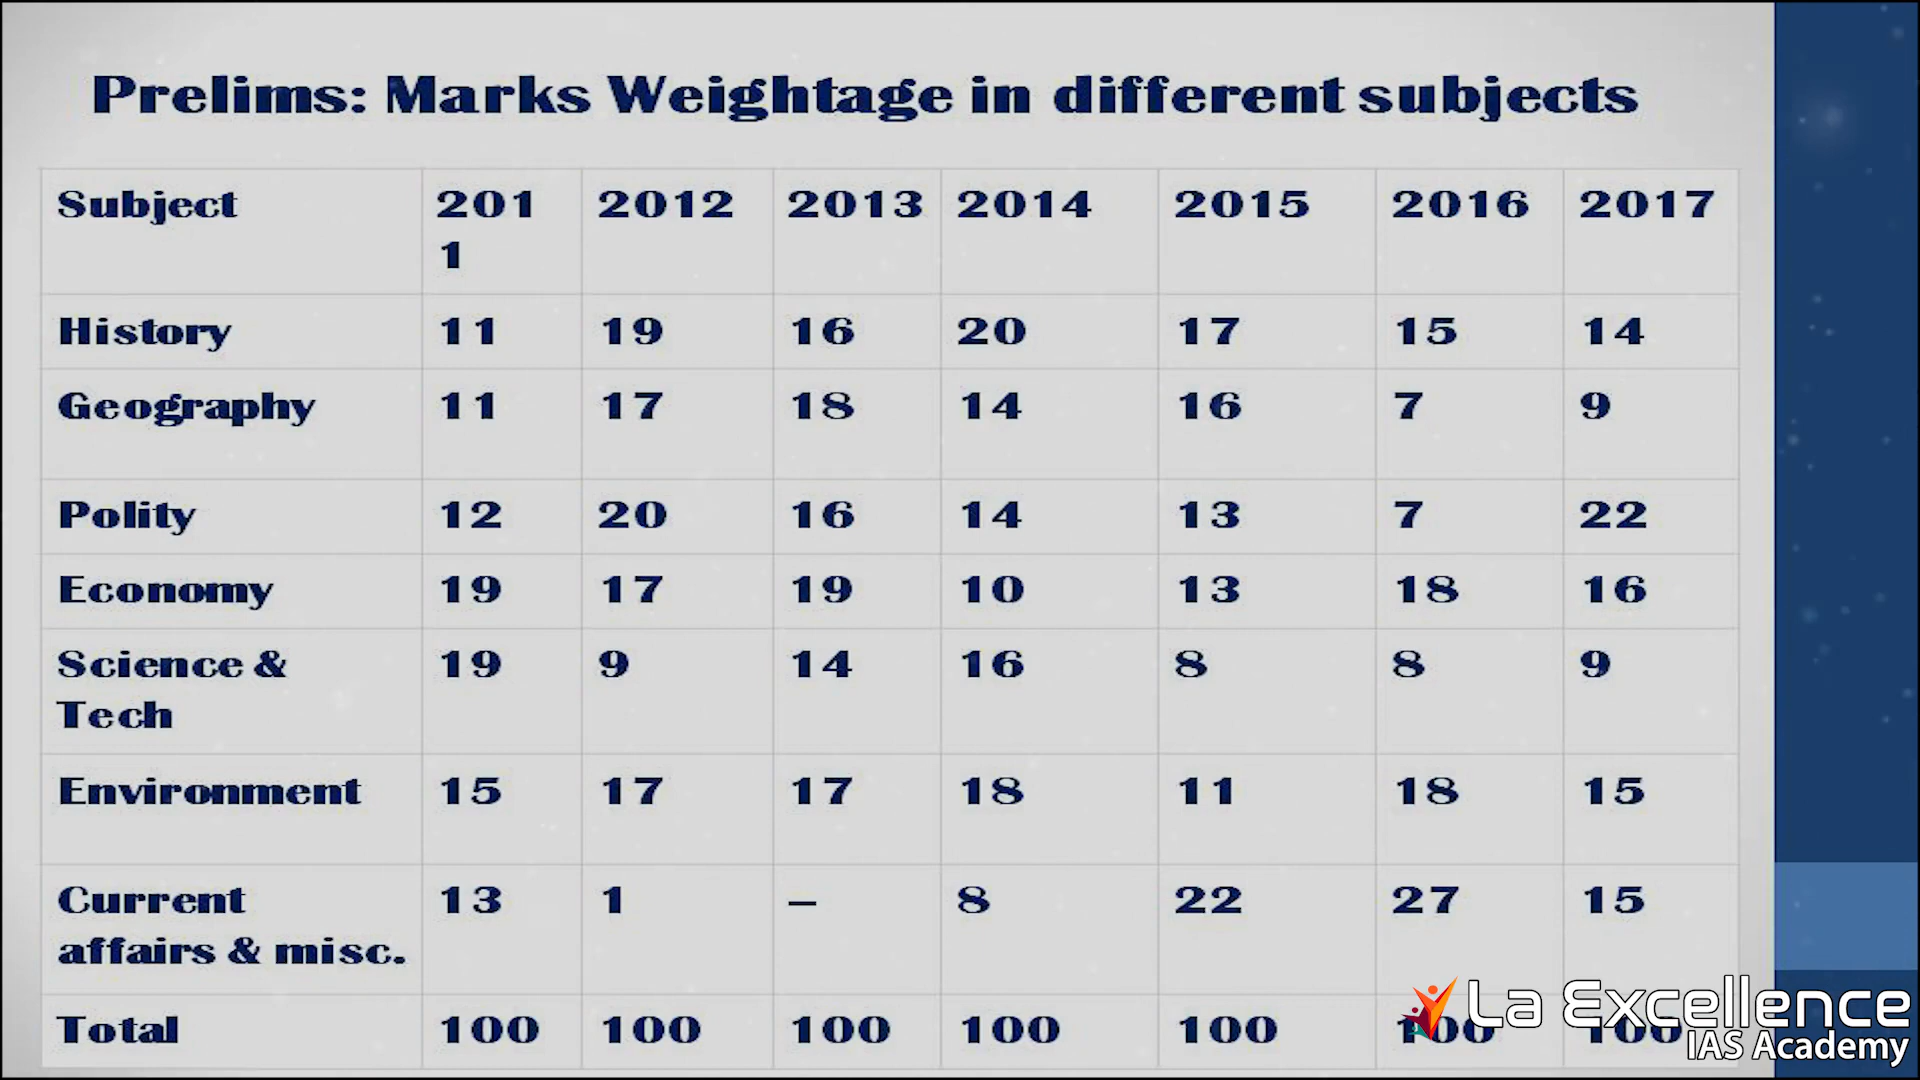 Prelims: Marks Weightage in different subjects
Subject 201 2012 2013 2014 2015 2016 2017
1
History 11 19 16 20 17 15 14
Geography 11 17 18 14 16 7 9
Polity 12 20 16 14 13 7 22
Economy 19 17 19 10 13 18 16
Science & 19 9 14 16 8 8 9
Tech
Environment 15 17 17 18 11 18 15
Current 13 1 – 8 22 27 15
affairs & misc.
Total 100 100 100 100 100 100 100
La Excellence
IAS Academy